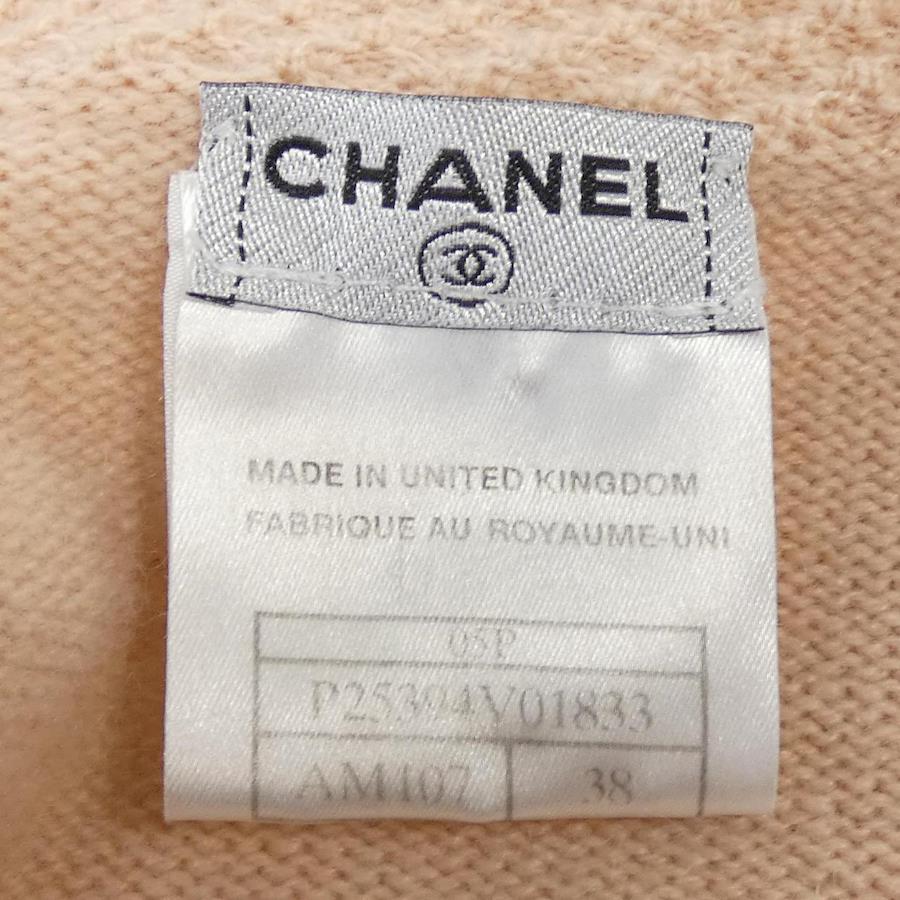 CHANEL
MADE IN UNITED KINGDOM
FABRIQUE AU ROYAUME-UNI
05P
P25394V01833
AM107 38